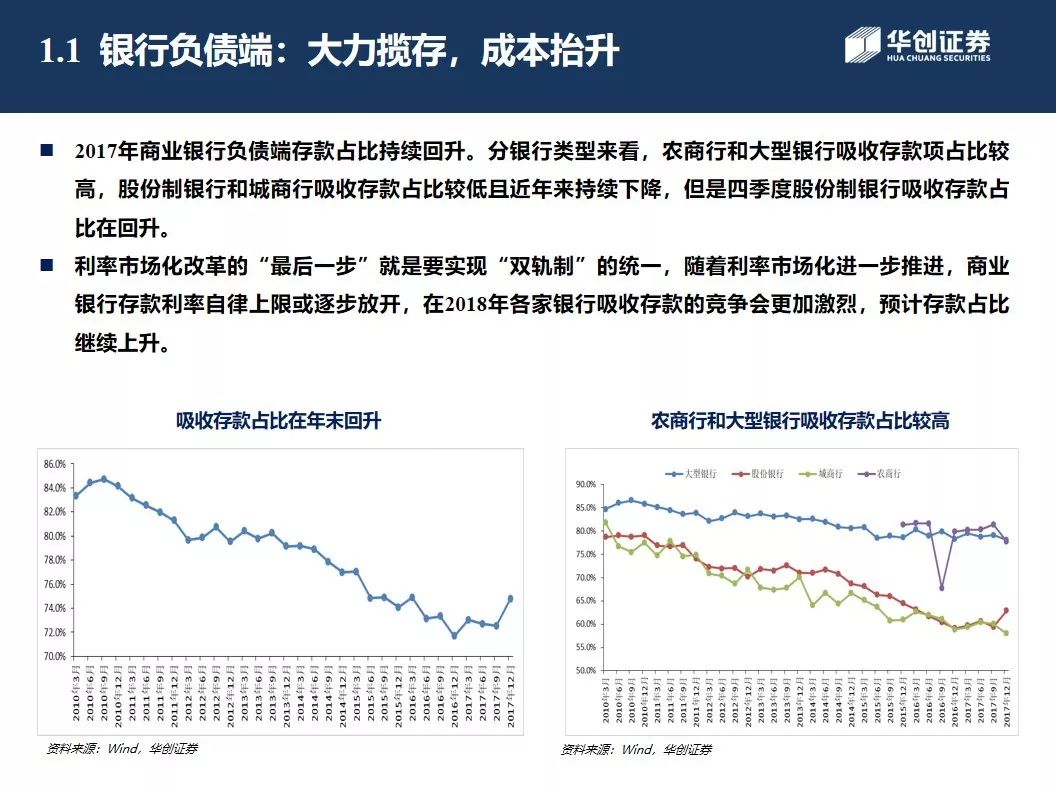 1.1 银行负债端：大力揽存，成本抬升
华创证券
HUA CHUANG SECURITIES
■ 2017年商业银行负债端存款占比持续回升。分银行类型来看，农商行和大型银行吸收存款项占比较
高，股份制银行和城商行吸收存款占比较低且近年来持续下降，但是四季度股份制银行吸收存款占
比在回升。
■ 利率市场化改革的“最后一步”就是要实现“双轨制”的统一，随着利率市场化进一步推进，商业
银行存款利率自律上限或逐步放开，在2018年各家银行吸收存款的竞争会更加激烈，预计存款占比
继续上升。
吸收存款占比在年末回升
86.0%
84.0%
82.0%
80.0%
78.0%
76.0%
74.0%
72.0%
70.0%
2010年3月
2010年6月
2010年9月
2010年12月
2011年3月
2011年6月
2011年9月
2011年12月
2012年3月
2012年6月
2012年9月
2012年12月
2013年3月
2013年6月
2013年9月
2013年12月
2014年3月
2014年6月
2014年9月
2014年12月
2015年3月
2015年6月
2015年9月
2015年12月
2016年3月
2016年6月
2016年9月
2016年12月
2017年3月
2017年6月
2017年9月
2017年12月
资料来源：Wind，华创证券
农商行和大型银行吸收存款占比较高
大型银行 股份银行 城商行 农商行
90.0%
85.0%
80.0%
75.0%
70.0%
65.0%
60.0%
55.0%
50.0%
2010年3月
2010年6月
2010年9月
2010年12月
2011年3月
2011年6月
2011年9月
2011年12月
2012年3月
2012年6月
2012年9月
2012年12月
2013年3月
2013年6月
2013年9月
2013年12月
2014年3月
2014年6月
2014年9月
2014年12月
2015年3月
2015年6月
2015年9月
2015年12月
2016年3月
2016年6月
2016年9月
2016年12月
2017年3月
2017年6月
2017年9月
2017年12月
资料来源：Wind，华创证券